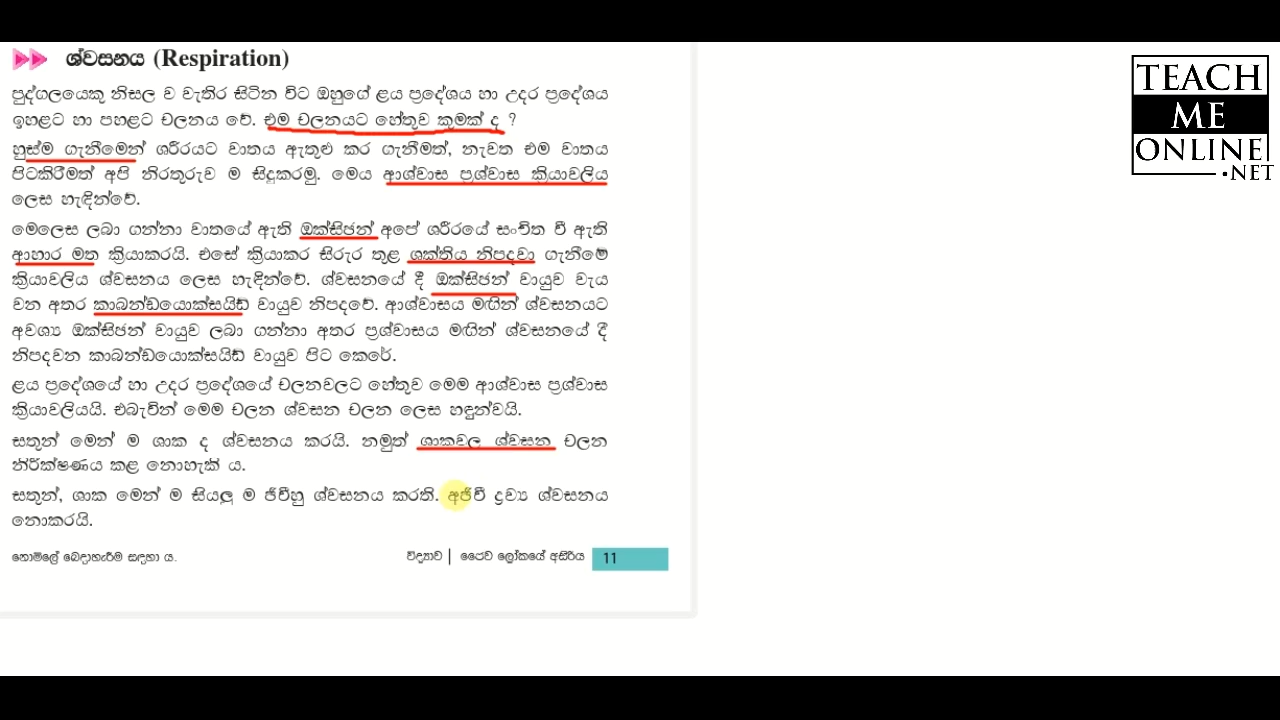 ශ්වසනය (Respiration)
පුද්ගලයෙකු නිසල ව වැතිර සිටින විට ඔහුගේ ළය ප්‍රදේශය හා උදර ප්‍රදේශය
ඉහළට හා පහළට චලනය වේ. එම චලනයට හේතුව කුමක් ද ?
හුස්ම ගැනීමෙන් ශරීරයට වාතය ඇතුළු කර ගැනීමත්, නැවත එම වාතය
පිටකිරීමත් අපි නිරතුරුව ම සිදුකරමු. මෙය ආශ්වාස ප්‍රශ්වාස ක්‍රියාවලිය
ලෙස හැඳින්වේ.
මෙලෙස ලබා ගන්නා වාතයේ ඇති ඔක්සිජන් අපේ ශරීරයේ සංචිත වී ඇති
ආහාර මත ක්‍රියාකරයි. එසේ ක්‍රියාකර සිරුර තුළ ශක්තිය නිපදවා ගැනීමේ
ක්‍රියාවලිය ශ්වසනය ලෙස හැඳින්වේ. ශ්වසනයේ දී ඔක්සිජන් වායුව වැය
වන අතර කාබන්ඩයොක්සයිඩ් වායුව නිපදවේ. ආශ්වාසය මඟින් ශ්වසනයට
අවශ්‍ය ඔක්සිජන් වායුව ලබා ගන්නා අතර ප්‍රශ්වාසය මඟින් ශ්වසනයේ දී
නිපදවන කාබන්ඩයොක්සයිඩ් වායුව පිට කෙරේ.
ළය ප්‍රදේශයේ හා උදර ප්‍රදේශයේ චලනවලට හේතුව මෙම ආශ්වාස ප්‍රශ්වාස
ක්‍රියාවලියයි. එබැවින් මෙම චලන ශ්වසන චලන ලෙස හඳුන්වයි.
සතුන් මෙන් ම ශාක ද ශ්වසනය කරයි. නමුත් ශාකවල ශ්වසන චලන
නිරීක්ෂණය කළ නොහැකි ය.
සතුන්, ශාක මෙන් ම සියලු ම ජීවීහු ශ්වසනය කරති. අජීවී ද්‍රව්‍ය ශ්වසනය
නොකරයි.
නොමිලේ බෙදාහැරීම සඳහා ය.
විද්‍යාව | ජෛව ලෝකයේ අසිරිය 11
TEACH
ME
ONLINE
.NET